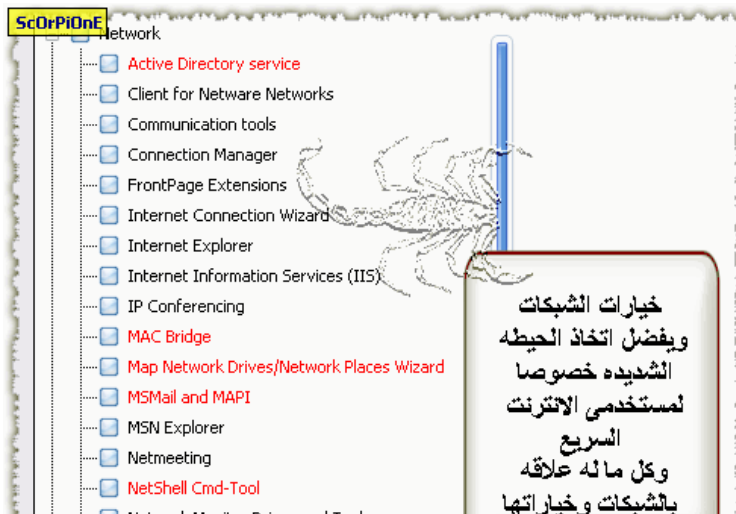 ScOrPiOnE
Network
Active Directory service
Client for Netware Networks
Communication tools
Connection Manager
FrontPage Extensions
Internet Connection Wizard
Internet Explorer
Internet Information Services (IIS)
IP Conferencing
MAC Bridge
Map Network Drives/Network Places Wizard
MSMail and MAPI
MSN Explorer
Netmeeting
NetShell Cmd-Tool
خيارات الشبكات
ويفضل اتخاذ الحيطه
الشديده خصوصا
لمستخدمى الانترنت
السريع
وكل ما له علاقه
بالشبكات وخياراتها